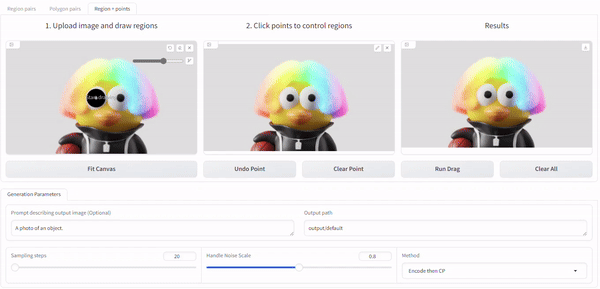 Region pairs Polygon pairs Region + points
1. Upload image and draw regions 2. Click points to control regions Results
Fit Canvas Undo Point Clear Point Run Drag Clear All
Generation Parameters
Prompt describing output image (Optional) Output path
A photo of an object. output/default
Sampling steps 20 Handle Noise Scale Method
Encode then CP